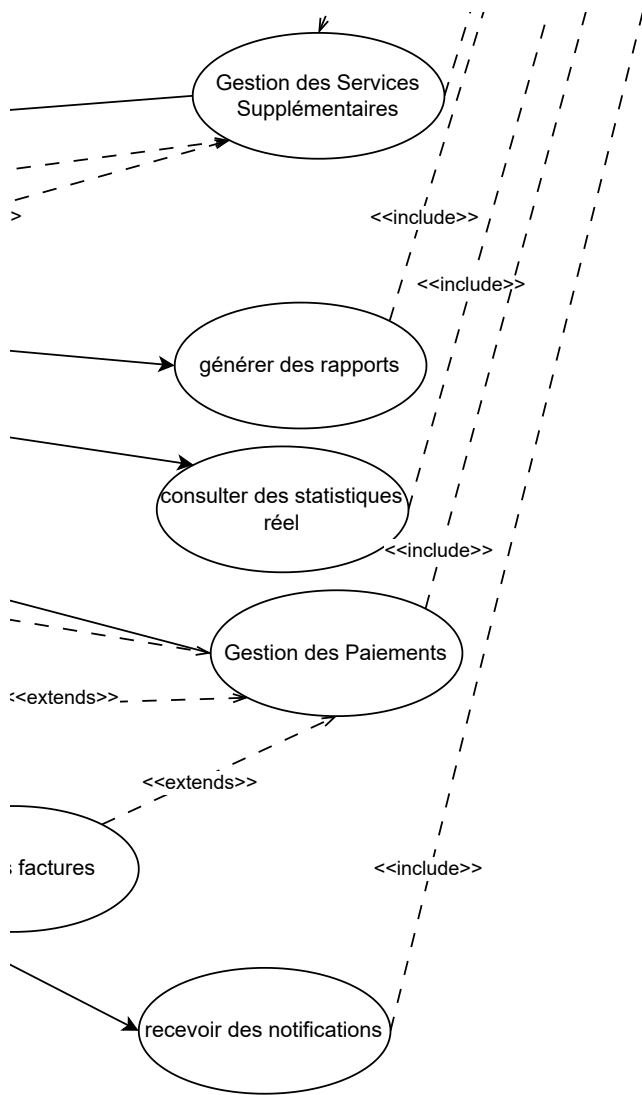 Gestion des Services
Supplémentaires
>
<<include>>
<<include>>
générer des rapports
consulter des statistiques
réel
<<include>>
Gestion des Paiements
<<extends>>
<<extends>>
factures
<<include>>
recevoir des notifications